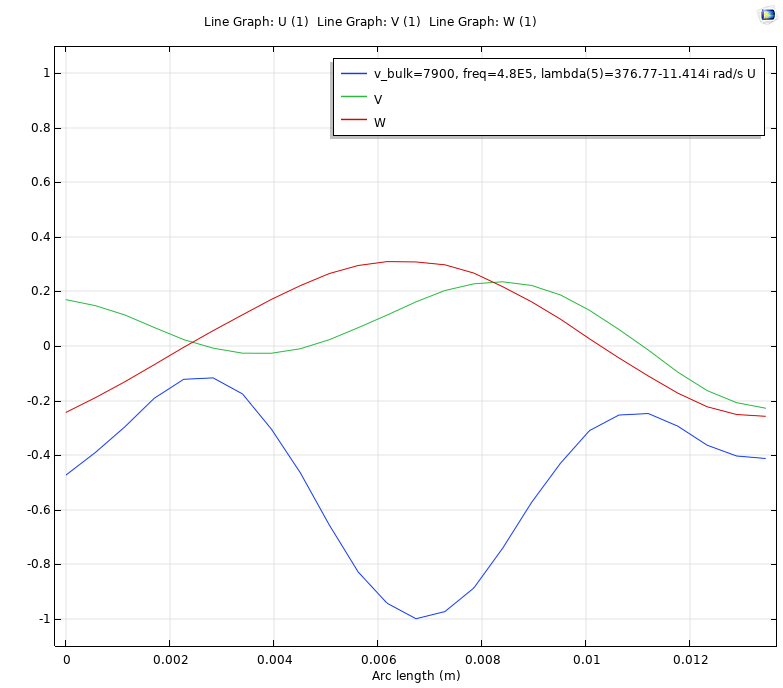 Line Graph: U (1)  Line Graph: V (1)  Line Graph: W (1)
v_bulk=7900, freq=4.8E5, lambda(5)=376.77-11.414i rad/s U
V
W
1
0.8
0.6
0.4
0.2
0
-0.2
-0.4
-0.6
-0.8
-1
0 0.002 0.004 0.006 0.008 0.01 0.012
Arc length (m)